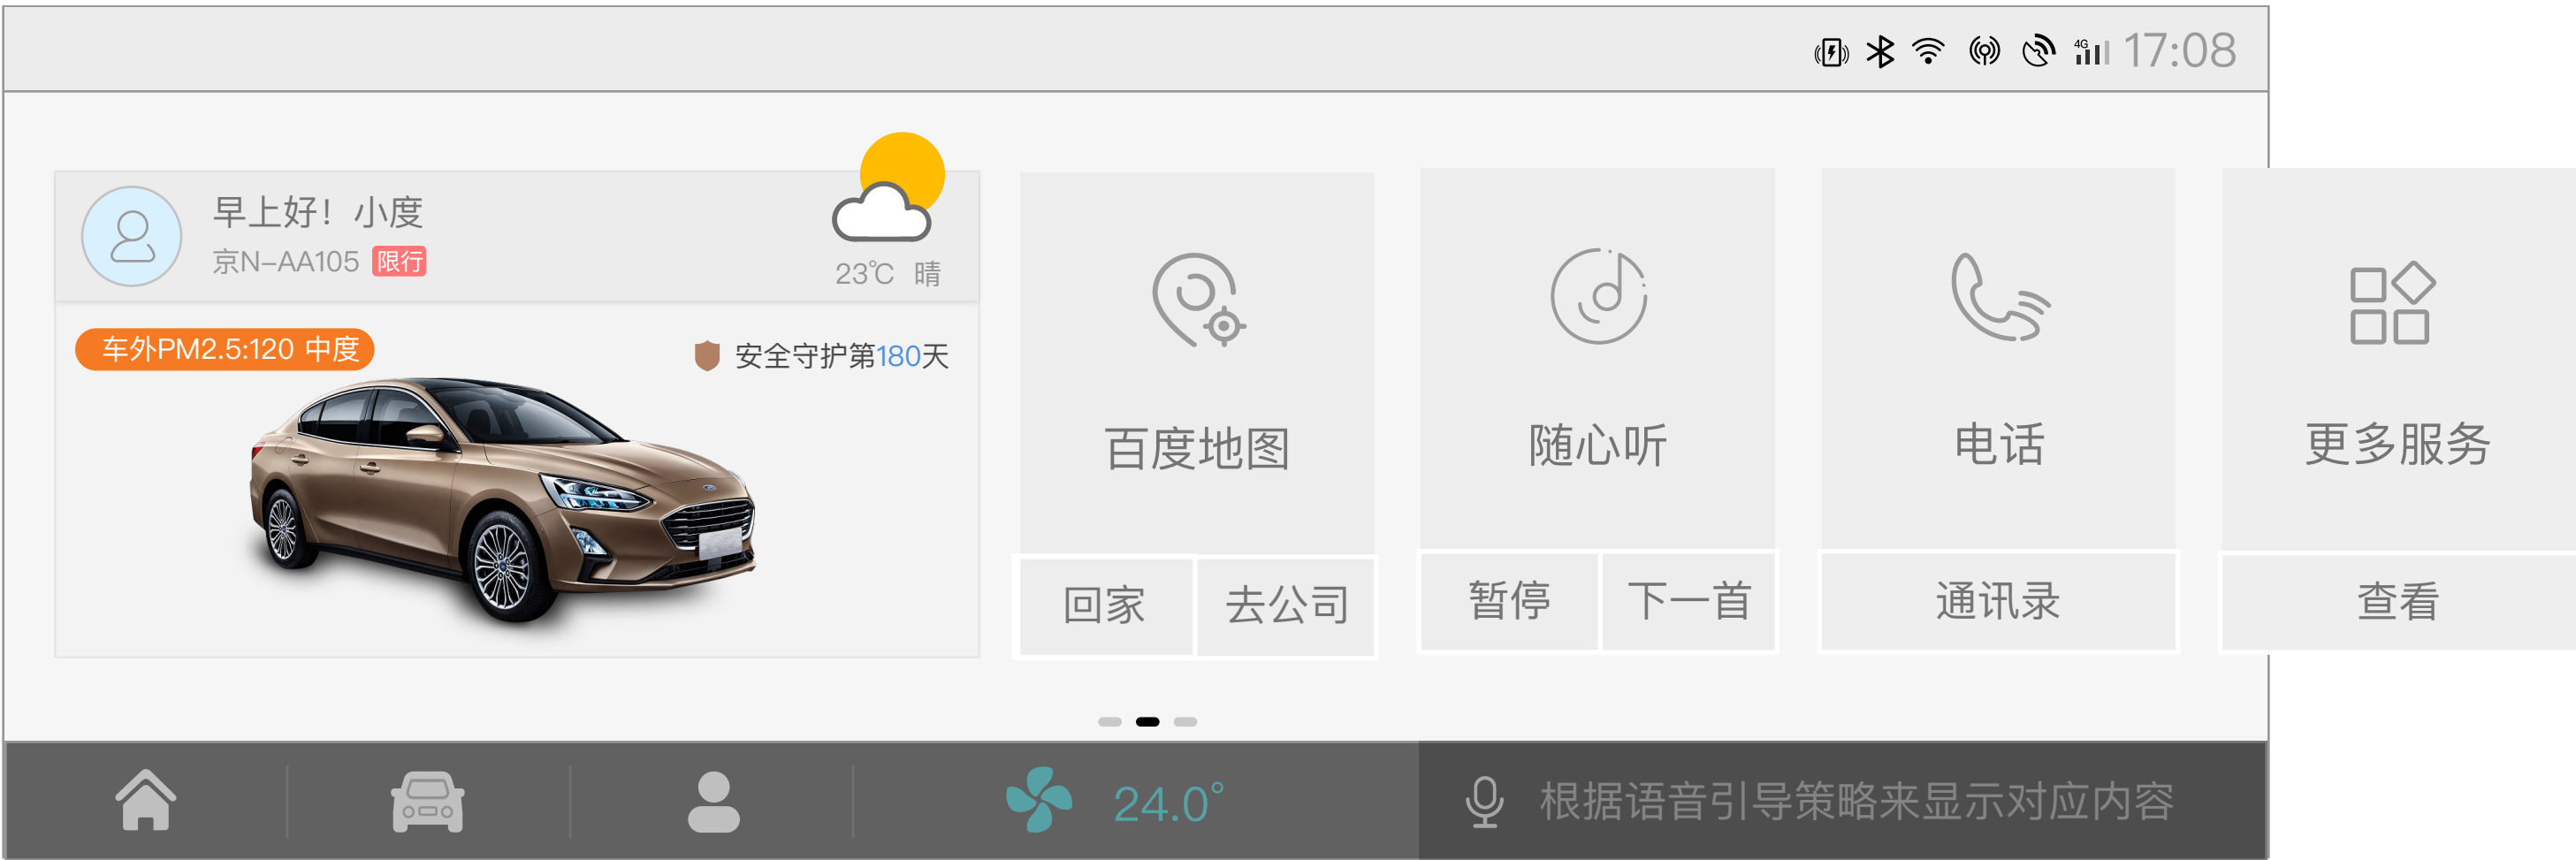 4G 17:08
早上好！小度
京N-AA105 限行
23℃ 晴
车外PM2.5:120 中度
安全守护第180天
百度地图
回家 去公司
随心听
暂停 下一首
电话
通讯录
更多服务
查看
24.0°
根据语音引导策略来显示对应内容